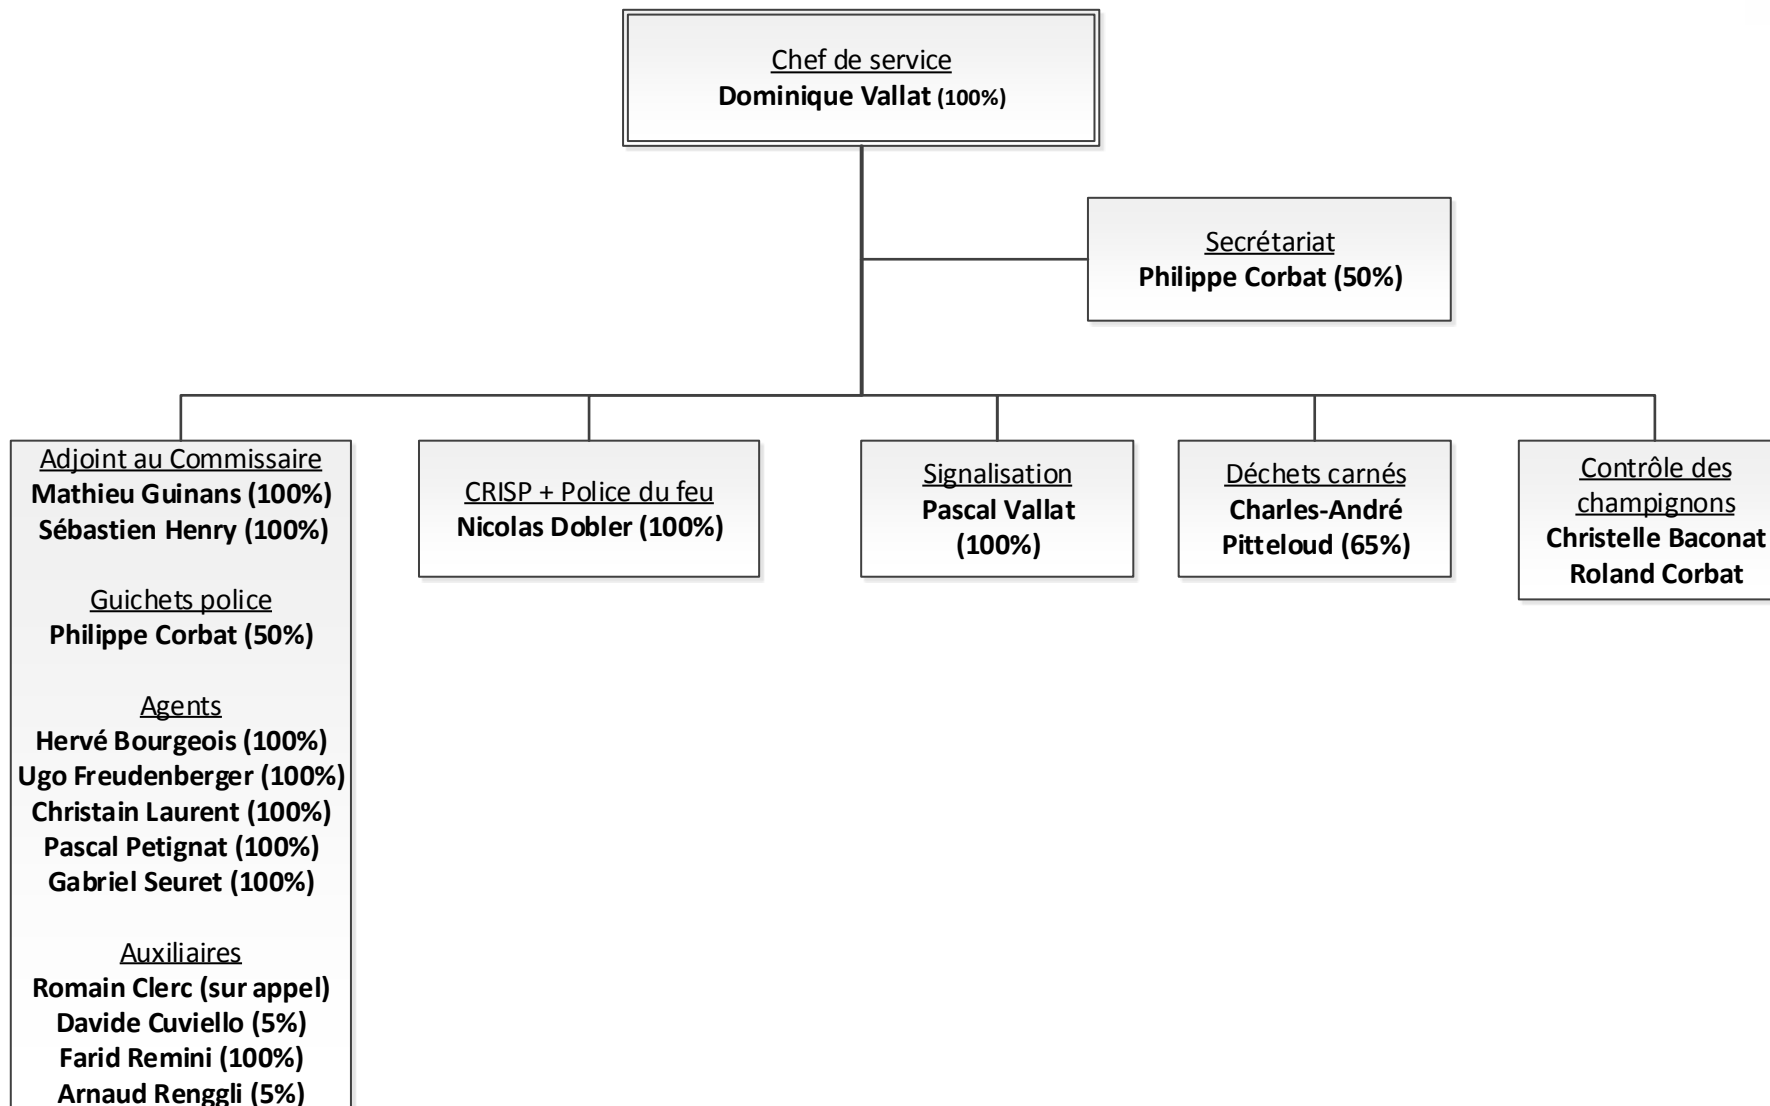 Chef de service
Dominique Vallat (100%)
Secrétariat
Philippe Corbat (50%)
Adjoint au Commissaire
Mathieu Guinans (100%)
Sébastien Henry (100%)
Guichets police
Philippe Corbat (50%)
Agents
Hervé Bourgeois (100%)
Ugo Freudenberger (100%)
Christain Laurent (100%)
Pascal Petignat (100%)
Gabriel Seuret (100%)
Auxiliaires
Romain Clerc (sur appel)
Davide Cuviello (5%)
Farid Remini (100%)
Arnaud Renggli (5%)
CRISP + Police du feu
Nicolas Dobler (100%)
Signalisation
Pascal Vallat
(100%)
Déchets carnés
Charles-André
Pitteloud (65%)
Contrôle des
champignons
Christelle Baconat
Roland Corbat